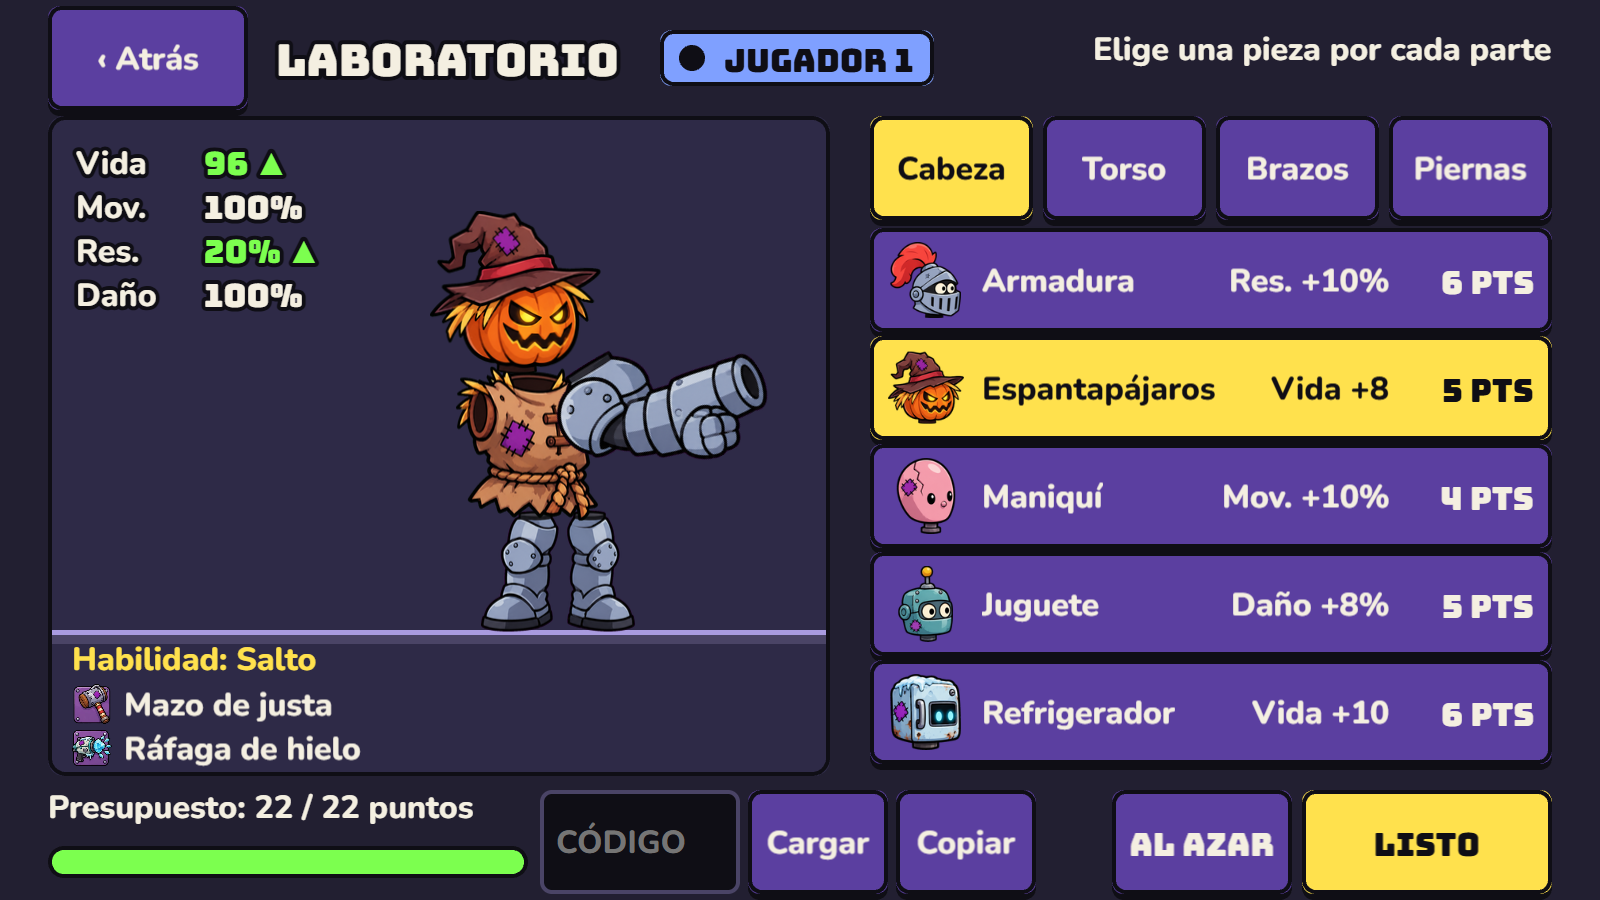 ‹ Atrás
LABORATORIO
JUGADOR 1
Elige una pieza por cada parte
Vida 96 ▲
Mov. 100%
Res. 20% ▲
Daño 100%
Habilidad: Salto
Mazo de justa
Ráfaga de hielo
Cabeza Torso Brazos Piernas
Armadura Res. +10% 6 PTS
Espantapájaros Vida +8 5 PTS
Maniquí Mov. +10% 4 PTS
Juguete Daño +8% 5 PTS
Refrigerador Vida +10 6 PTS
Presupuesto: 22 / 22 puntos
CÓDIGO
Cargar
Copiar
AL AZAR
LISTO